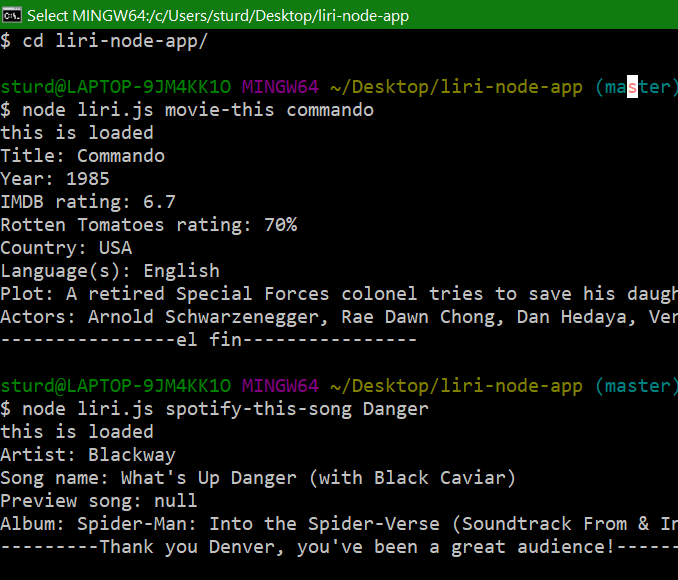 Select MINGW64:/c/Users/sturd/Desktop/liri-node-app
$ cd liri-node-app/
sturd@LAPTOP-9JM4KK1O MINGW64 ~/Desktop/liri-node-app (master)
$ node liri.js movie-this commando
this is loaded
Title: Commando
Year: 1985
IMDB rating: 6.7
Rotten Tomatoes rating: 70%
Country: USA
Language(s): English
Plot: A retired Special Forces colonel tries to save his daugh
Actors: Arnold Schwarzenegger, Rae Dawn Chong, Dan Hedaya, Ver
----------------el fin----------------
sturd@LAPTOP-9JM4KK1O MINGW64 ~/Desktop/liri-node-app (master)
$ node liri.js spotify-this-song Danger
this is loaded
Artist: Blackway
Song name: What's Up Danger (with Black Caviar)
Preview song: null
Album: Spider-Man: Into the Spider-Verse (Soundtrack From & In
---------Thank you Denver, you've been a great audience!------